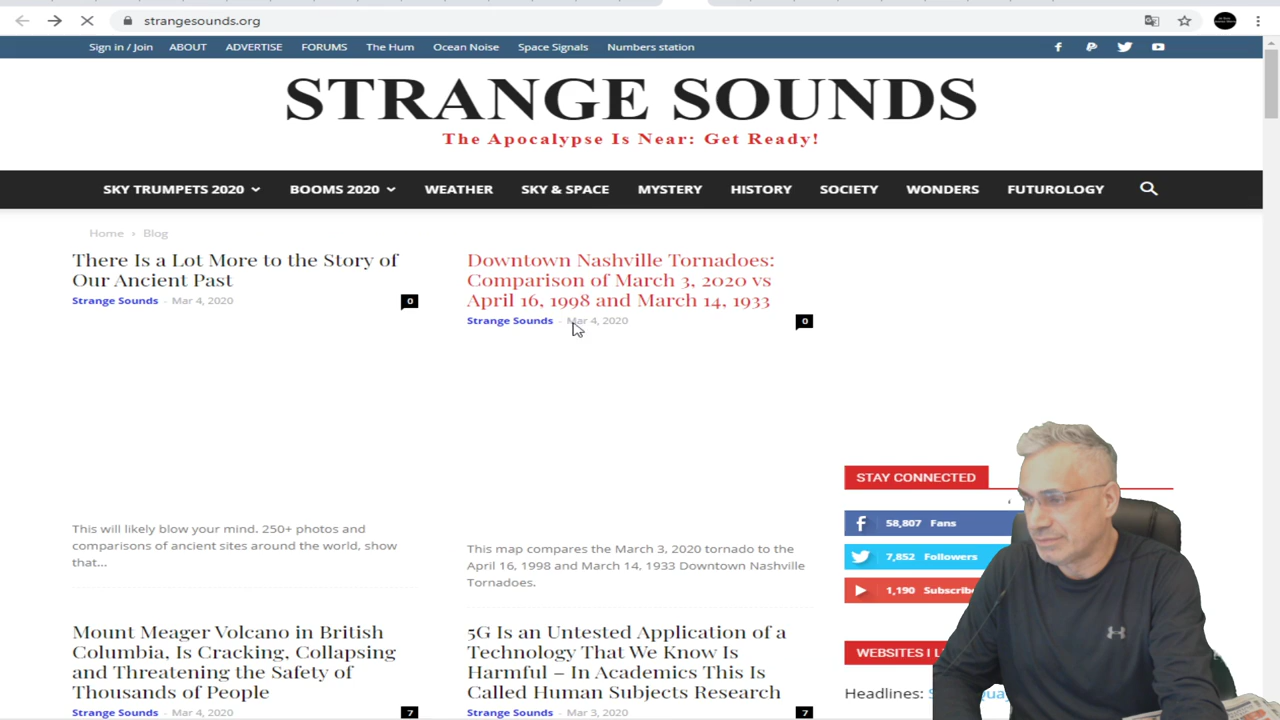 strangesounds.org
Sign in / Join ABOUT ADVERTISE FORUMS The Hum Ocean Noise Space Signals Numbers station
STRANGE SOUNDS
The Apocalypse Is Near: Get Ready!
SKY TRUMPETS 2020 BOOMS 2020 WEATHER SKY & SPACE MYSTERY HISTORY SOCIETY WONDERS FUTUROLOGY
Home › Blog
There Is a Lot More to the Story of
Our Ancient Past
Strange Sounds - Mar 4, 2020 0
This will likely blow your mind. 250+ photos and
comparisons of ancient sites around the world, show
that...
Downtown Nashville Tornadoes:
Comparison of March 3, 2020 vs
April 16, 1998 and March 14, 1933
Strange Sounds - Mar 4, 2020 0
This map compares the March 3, 2020 tornado to the
April 16, 1998 and March 14, 1933 Downtown Nashville
Tornadoes.
Mount Meager Volcano in British
Columbia, Is Cracking, Collapsing
and Threatening the Safety of
Thousands of People
Strange Sounds - Mar 4, 2020 7
5G Is an Untested Application of a
Technology That We Know Is
Harmful – In Academics This Is
Called Human Subjects Research
Strange Sounds - Mar 3, 2020 7
STAY CONNECTED
58,807 Fans
7,852 Followers
1,190
WEBSITES I
Headlines: